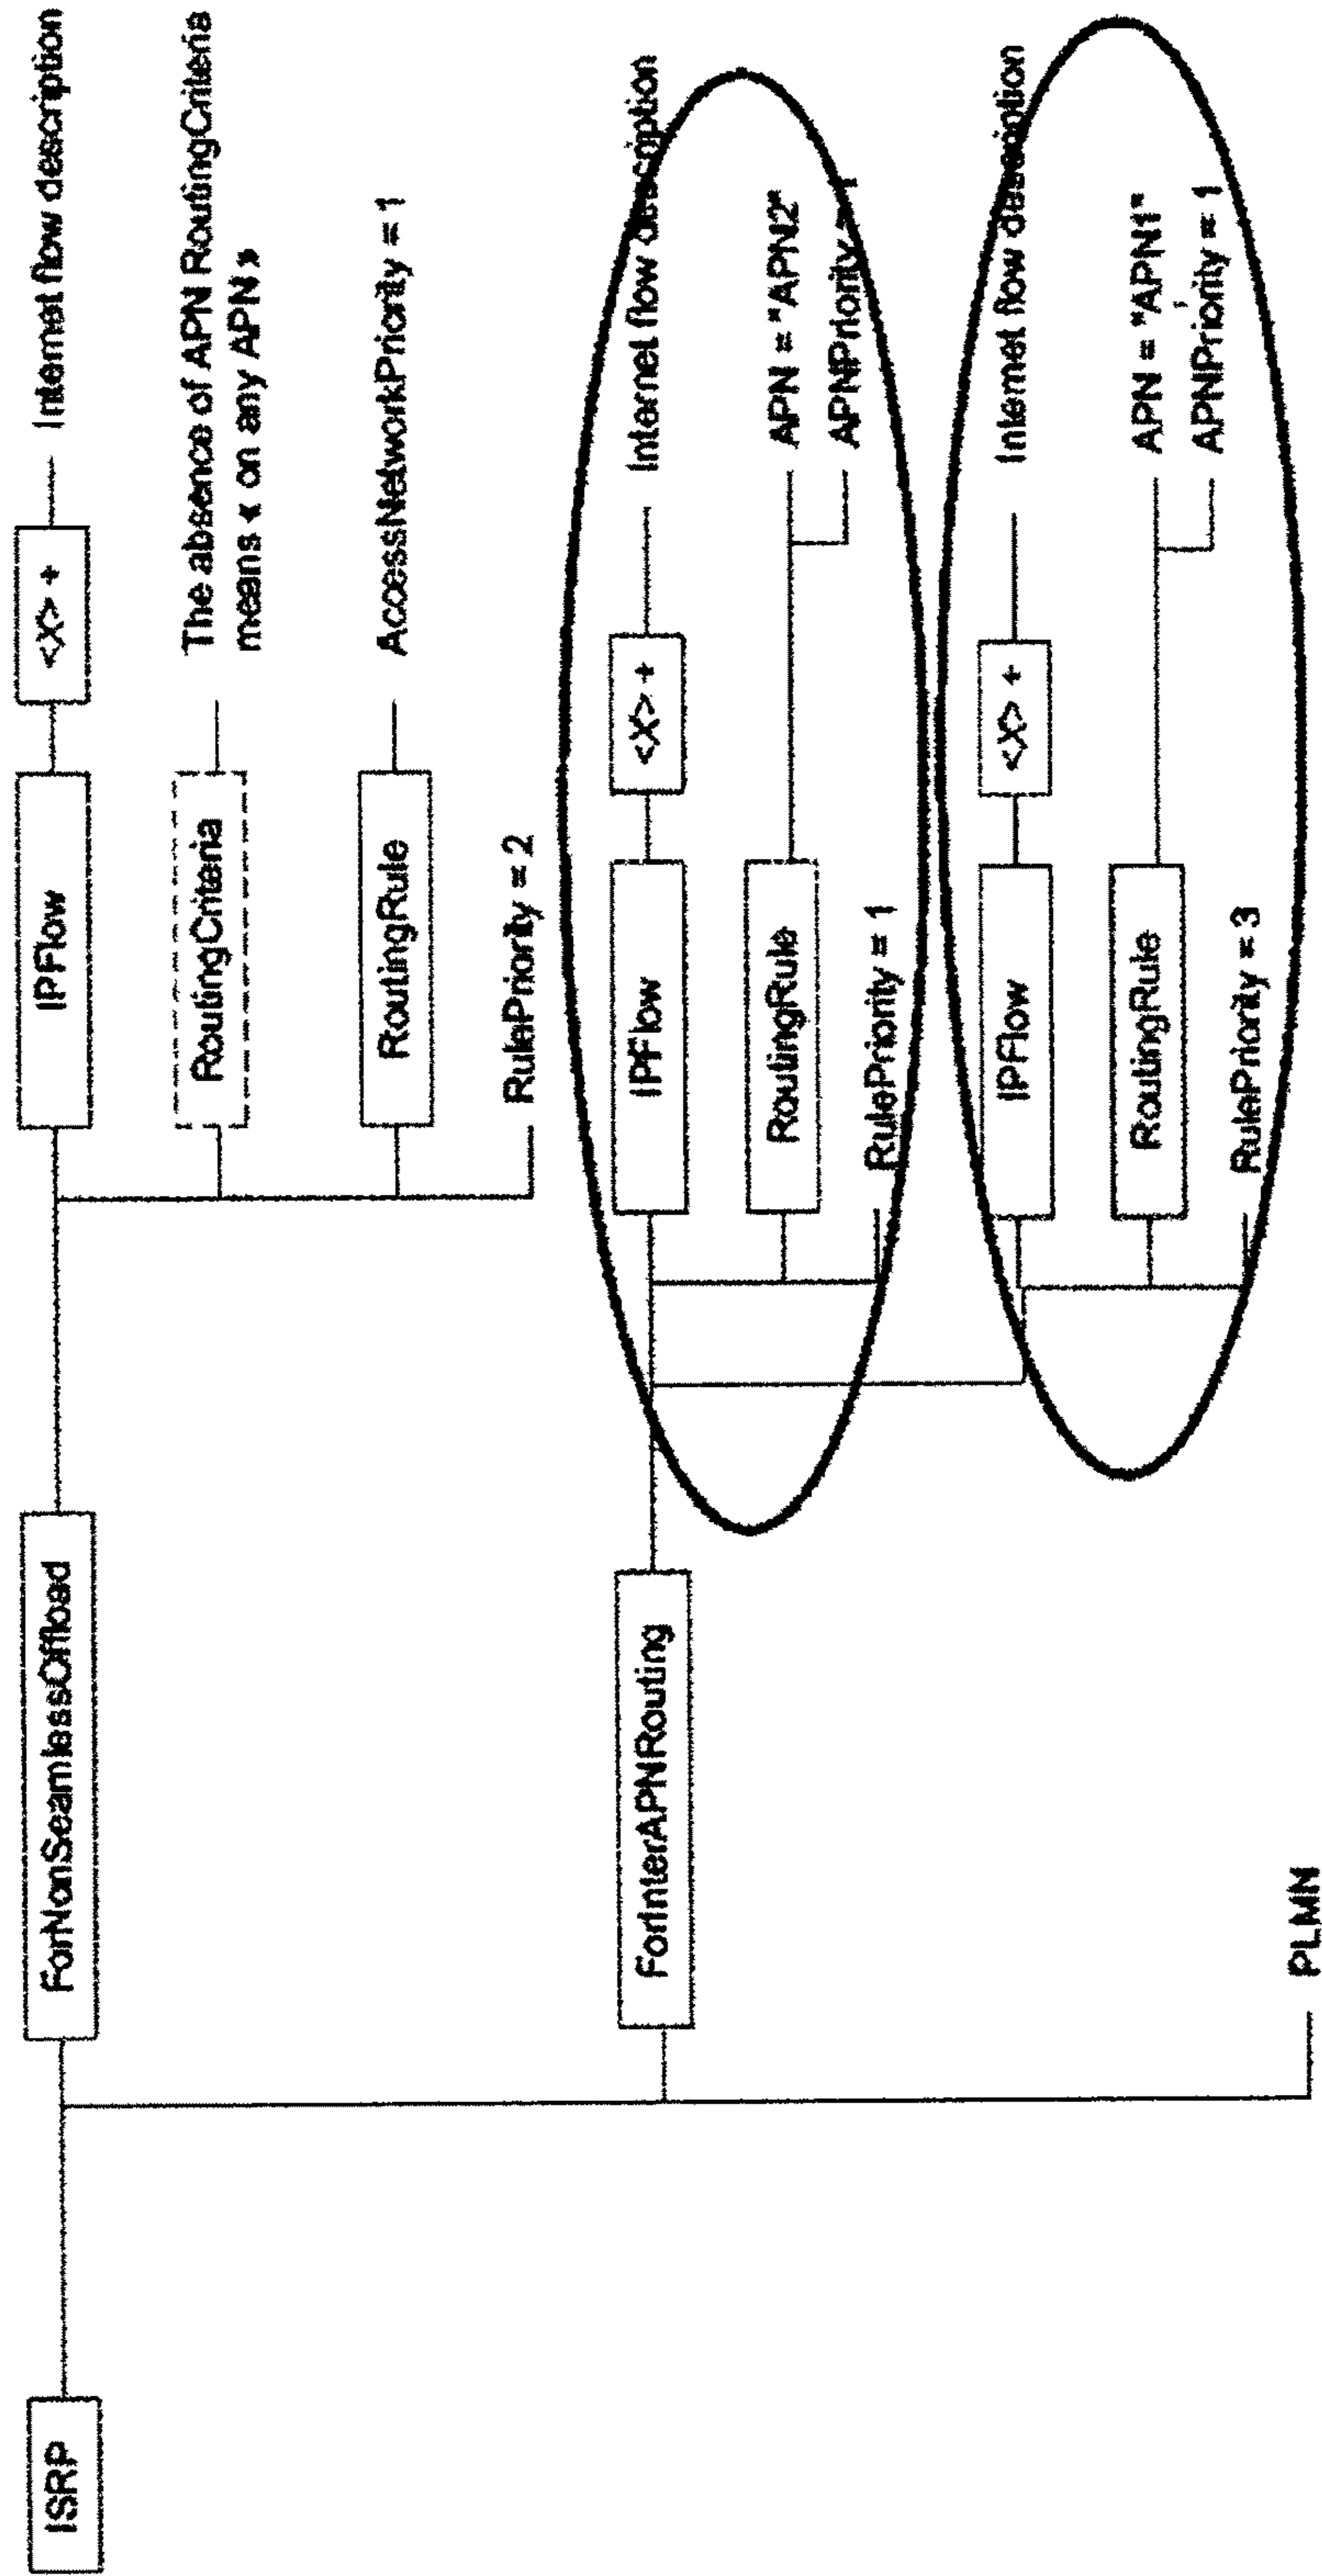 ISRP
ForNonSeamlessOffload
IPFlow
<X> +
Internet flow description
RoutingCriteria
The absence of APN RoutingCriteria
means « on any APN »
RoutingRule
AccessNetworkPriority = 1
RulePriority = 2
ForInterAPNRouting
IPFlow
<X> +
Internet flow description
RoutingRule
APN = "APN2"
APNPriority = 1
RulePriority = 1
IPFlow
<X> +
Internet flow description
RoutingRule
APN = "APN1"
APNPriority = 1
RulePriority = 3
PLMN